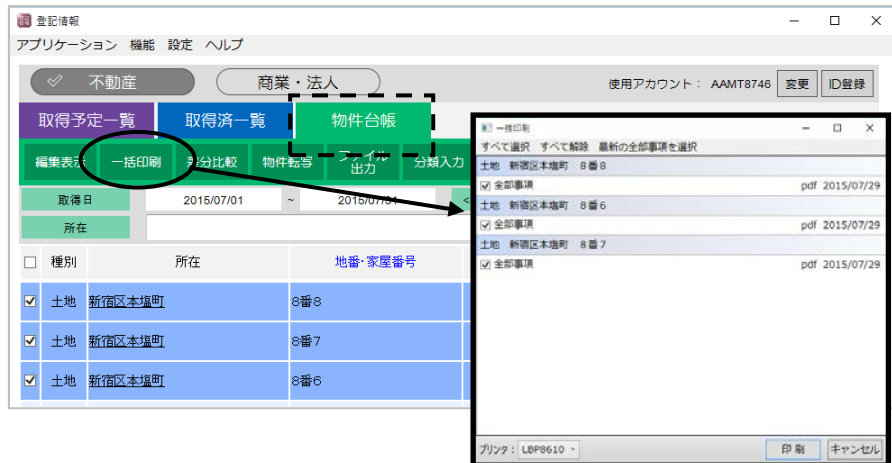 登記情報
アプリケーション 機能 設定 ヘルプ
不動産 商業・法人 使用アカウント： AAMT8746 変更 ID登録
取得予定一覧 取得済一覧 物件台帳
編集表示 一括印刷 差分比較 物件転写 ファイル出力 分類入力
取得日 2015/07/01 ~ 2015/07/31 <
所在
種別 所在 地番・家屋番号
土地 新宿区本塩町 8番8
土地 新宿区本塩町 8番7
土地 新宿区本塩町 8番6
一括印刷
すべて選択 すべて解除 最新の全部事項を選択
土地 新宿区本塩町 8番8
全部事項 pdf 2015/07/29
土地 新宿区本塩町 8番6
全部事項 pdf 2015/07/29
土地 新宿区本塩町 8番7
全部事項 pdf 2015/07/29
プリンタ： LBP8610 印刷 キャンセル